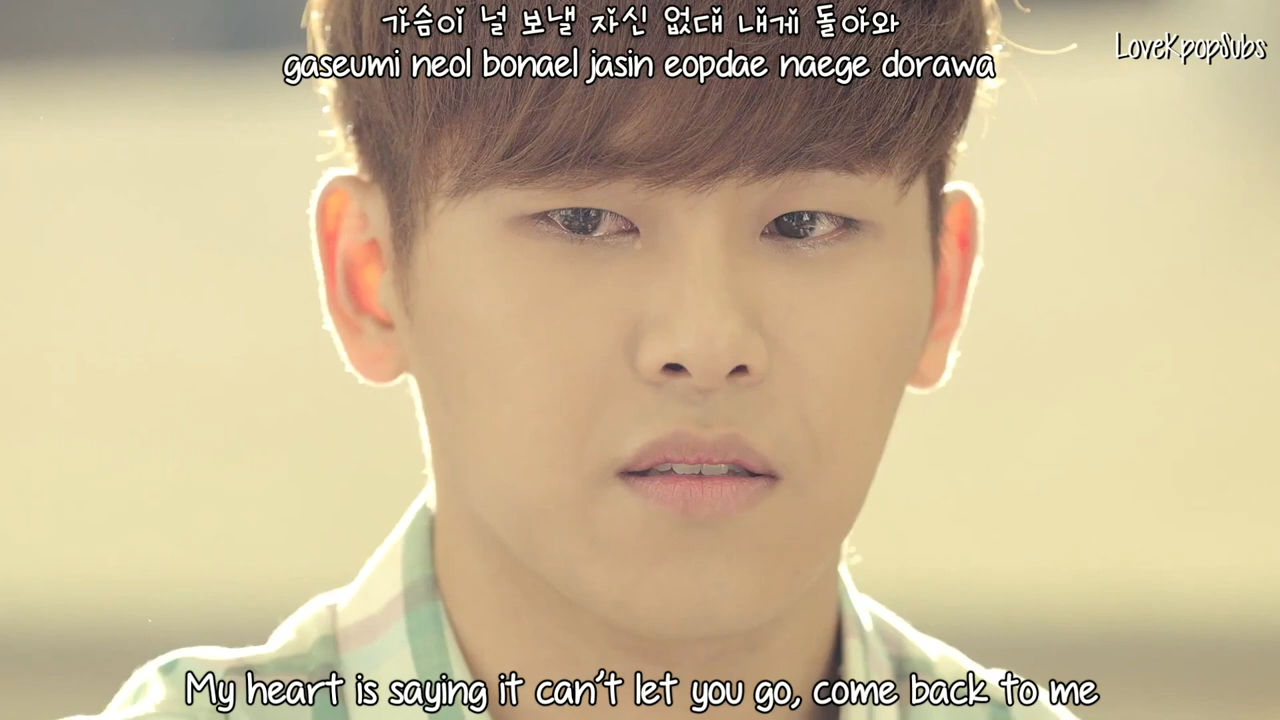 가슴이 널 보낼 자신 없대 내게 돌아와
gaseumi neol bonael jasin eopdae naege dorawa
LoveKpopSubs
My heart is saying it can't let you go, come back to me